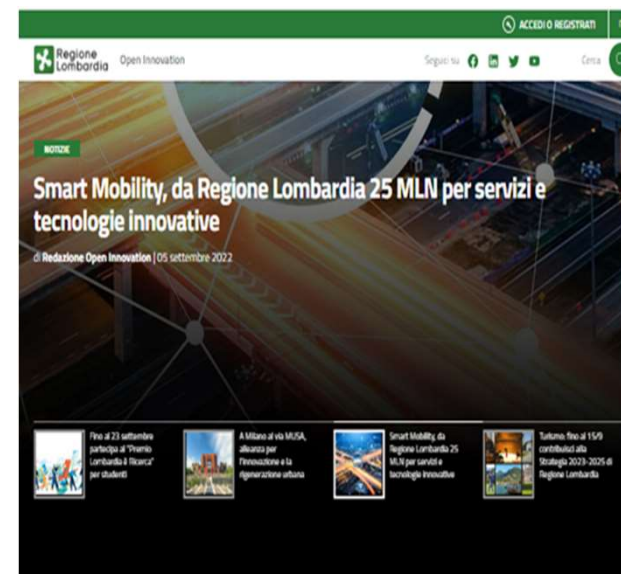 ACCEDI O REGISTRATI
Regione
Lombardia
Open Innovation
Seguici su
Cerca
NOTIZIE
Smart Mobility, da Regione Lombardia 25 MLN per servizi e
tecnologie innovative
di Redazione Open Innovation | 05 settembre 2022
Fino al 23 settembre
partecipa al "Premio
Lombardia è Ricerca"
per studenti
A Milano al via MUSA,
alleanza per
l'innovazione e la
rigenerazione urbana
Smart Mobility, da
Regione Lombardia 25
MLN per servizi e
tecnologie innovative
Turismo: fino al 15/9
contribuisci alla
Strategia 2023-2025 di
Regione Lombardia